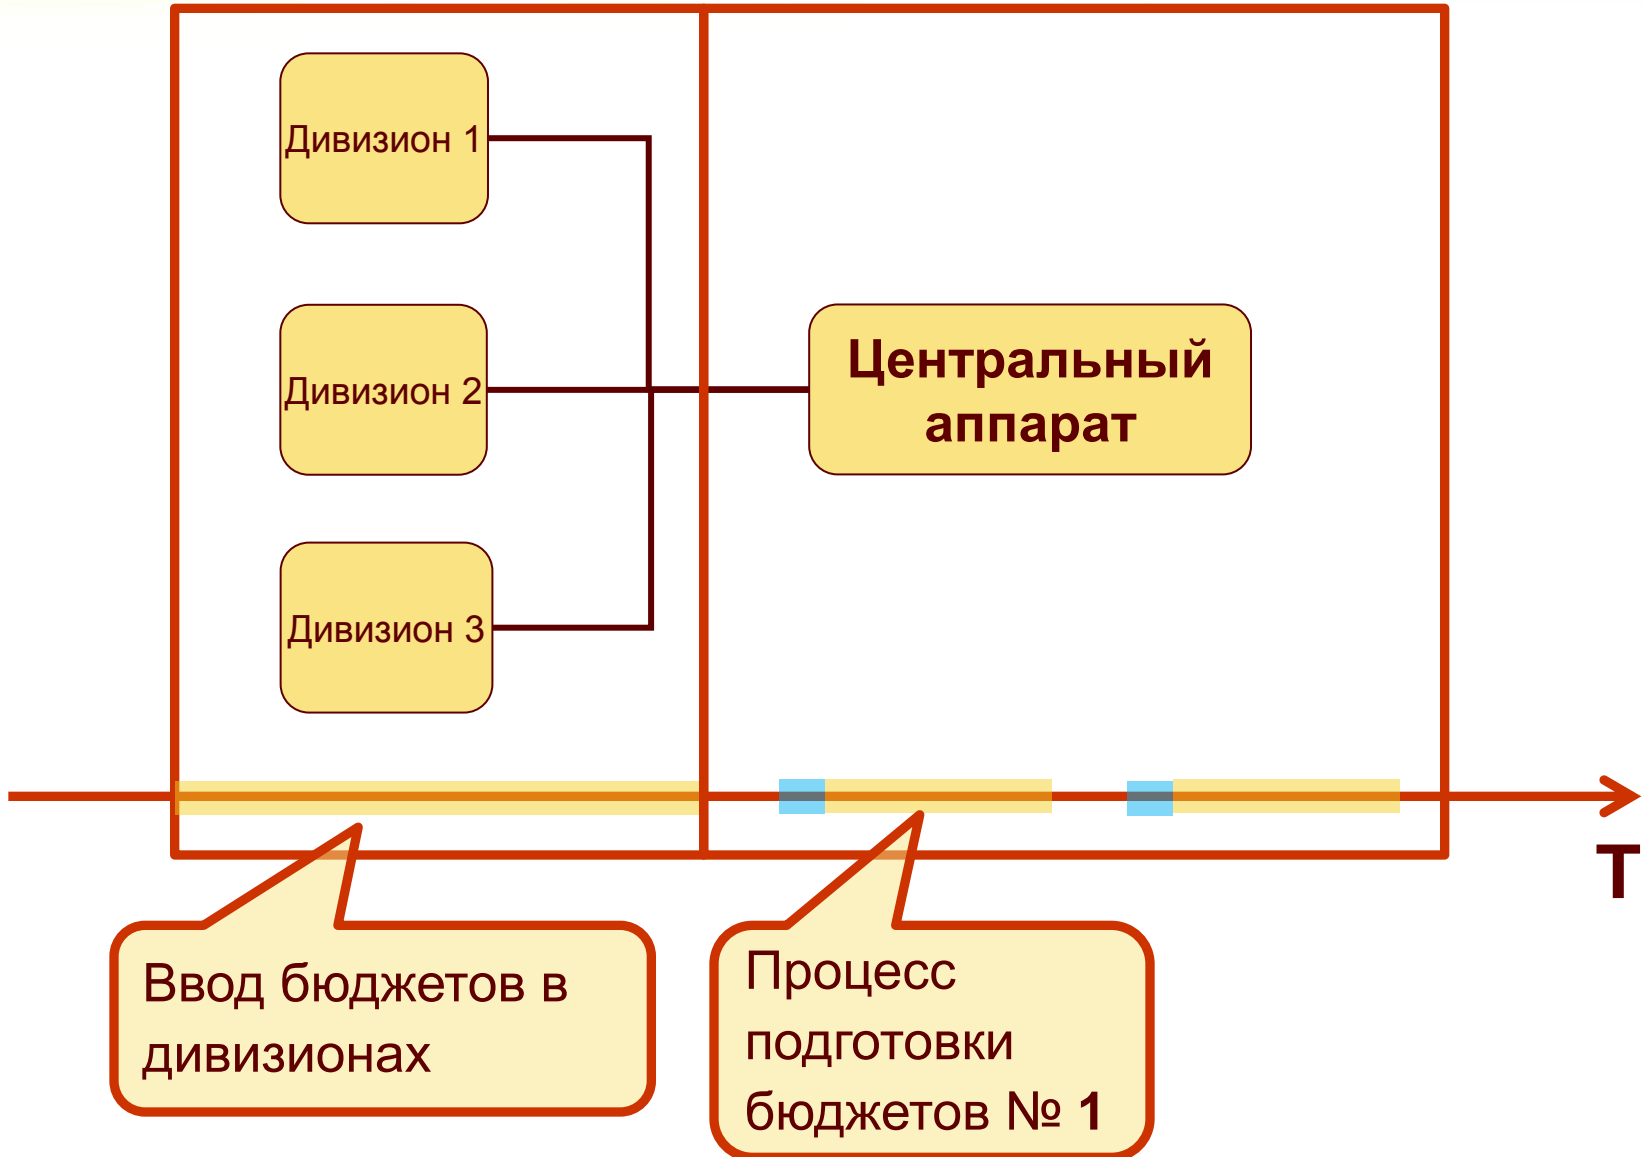 Дивизион 1
Дивизион 2
Центральный
аппарат
Дивизион 3
Т
Ввод бюджетов в
дивизионах
Процесс
подготовки
бюджетов № 1